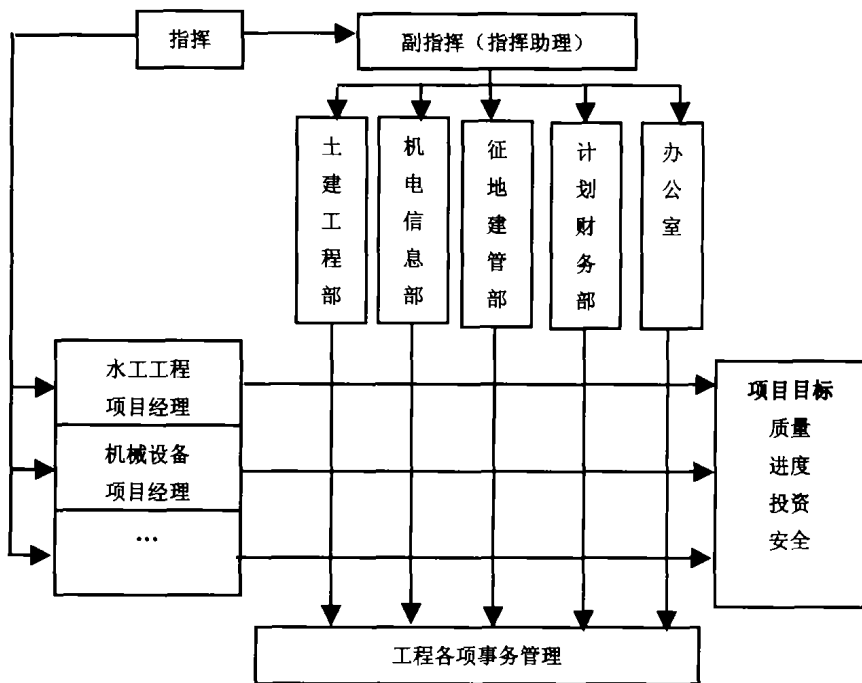 指挥
副指挥（指挥助理）
土建工程部
机电信息部
征地建管部
计划财务部
办公室
水工工程
项目经理
机械设备
项目经理
…
项目目标
质量
进度
投资
安全
工程各项事务管理